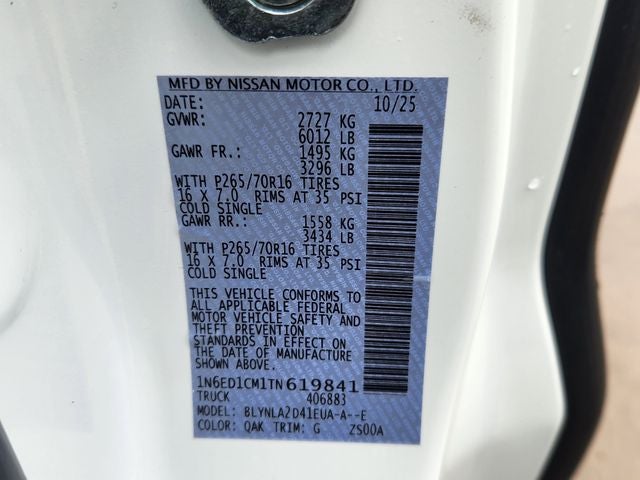 MFD BY NISSAN MOTOR CO., LTD.
DATE: 10/25
GVWR: 2727 KG
6012 LB
GAWR FR.: 1495 KG
3296 LB
WITH P265/70R16 TIRES
16 X 7.0 RIMS AT 35 PSI
COLD SINGLE
GAWR RR.: 1558 KG
3434 LB
WITH P265/70R16 TIRES
16 X 7.0 RIMS AT 35 PSI
COLD SINGLE
THIS VEHICLE CONFORMS TO
ALL APPLICABLE FEDERAL
MOTOR VEHICLE SAFETY AND
THEFT PREVENTION
STANDARDS IN EFFECT ON
THE DATE OF MANUFACTURE
SHOWN ABOVE.
1N6ED1CM1TN619841
TRUCK 406883
MODEL: BLYNLA2D41EUA-A--E
COLOR: QAK TRIM: G ZS00A